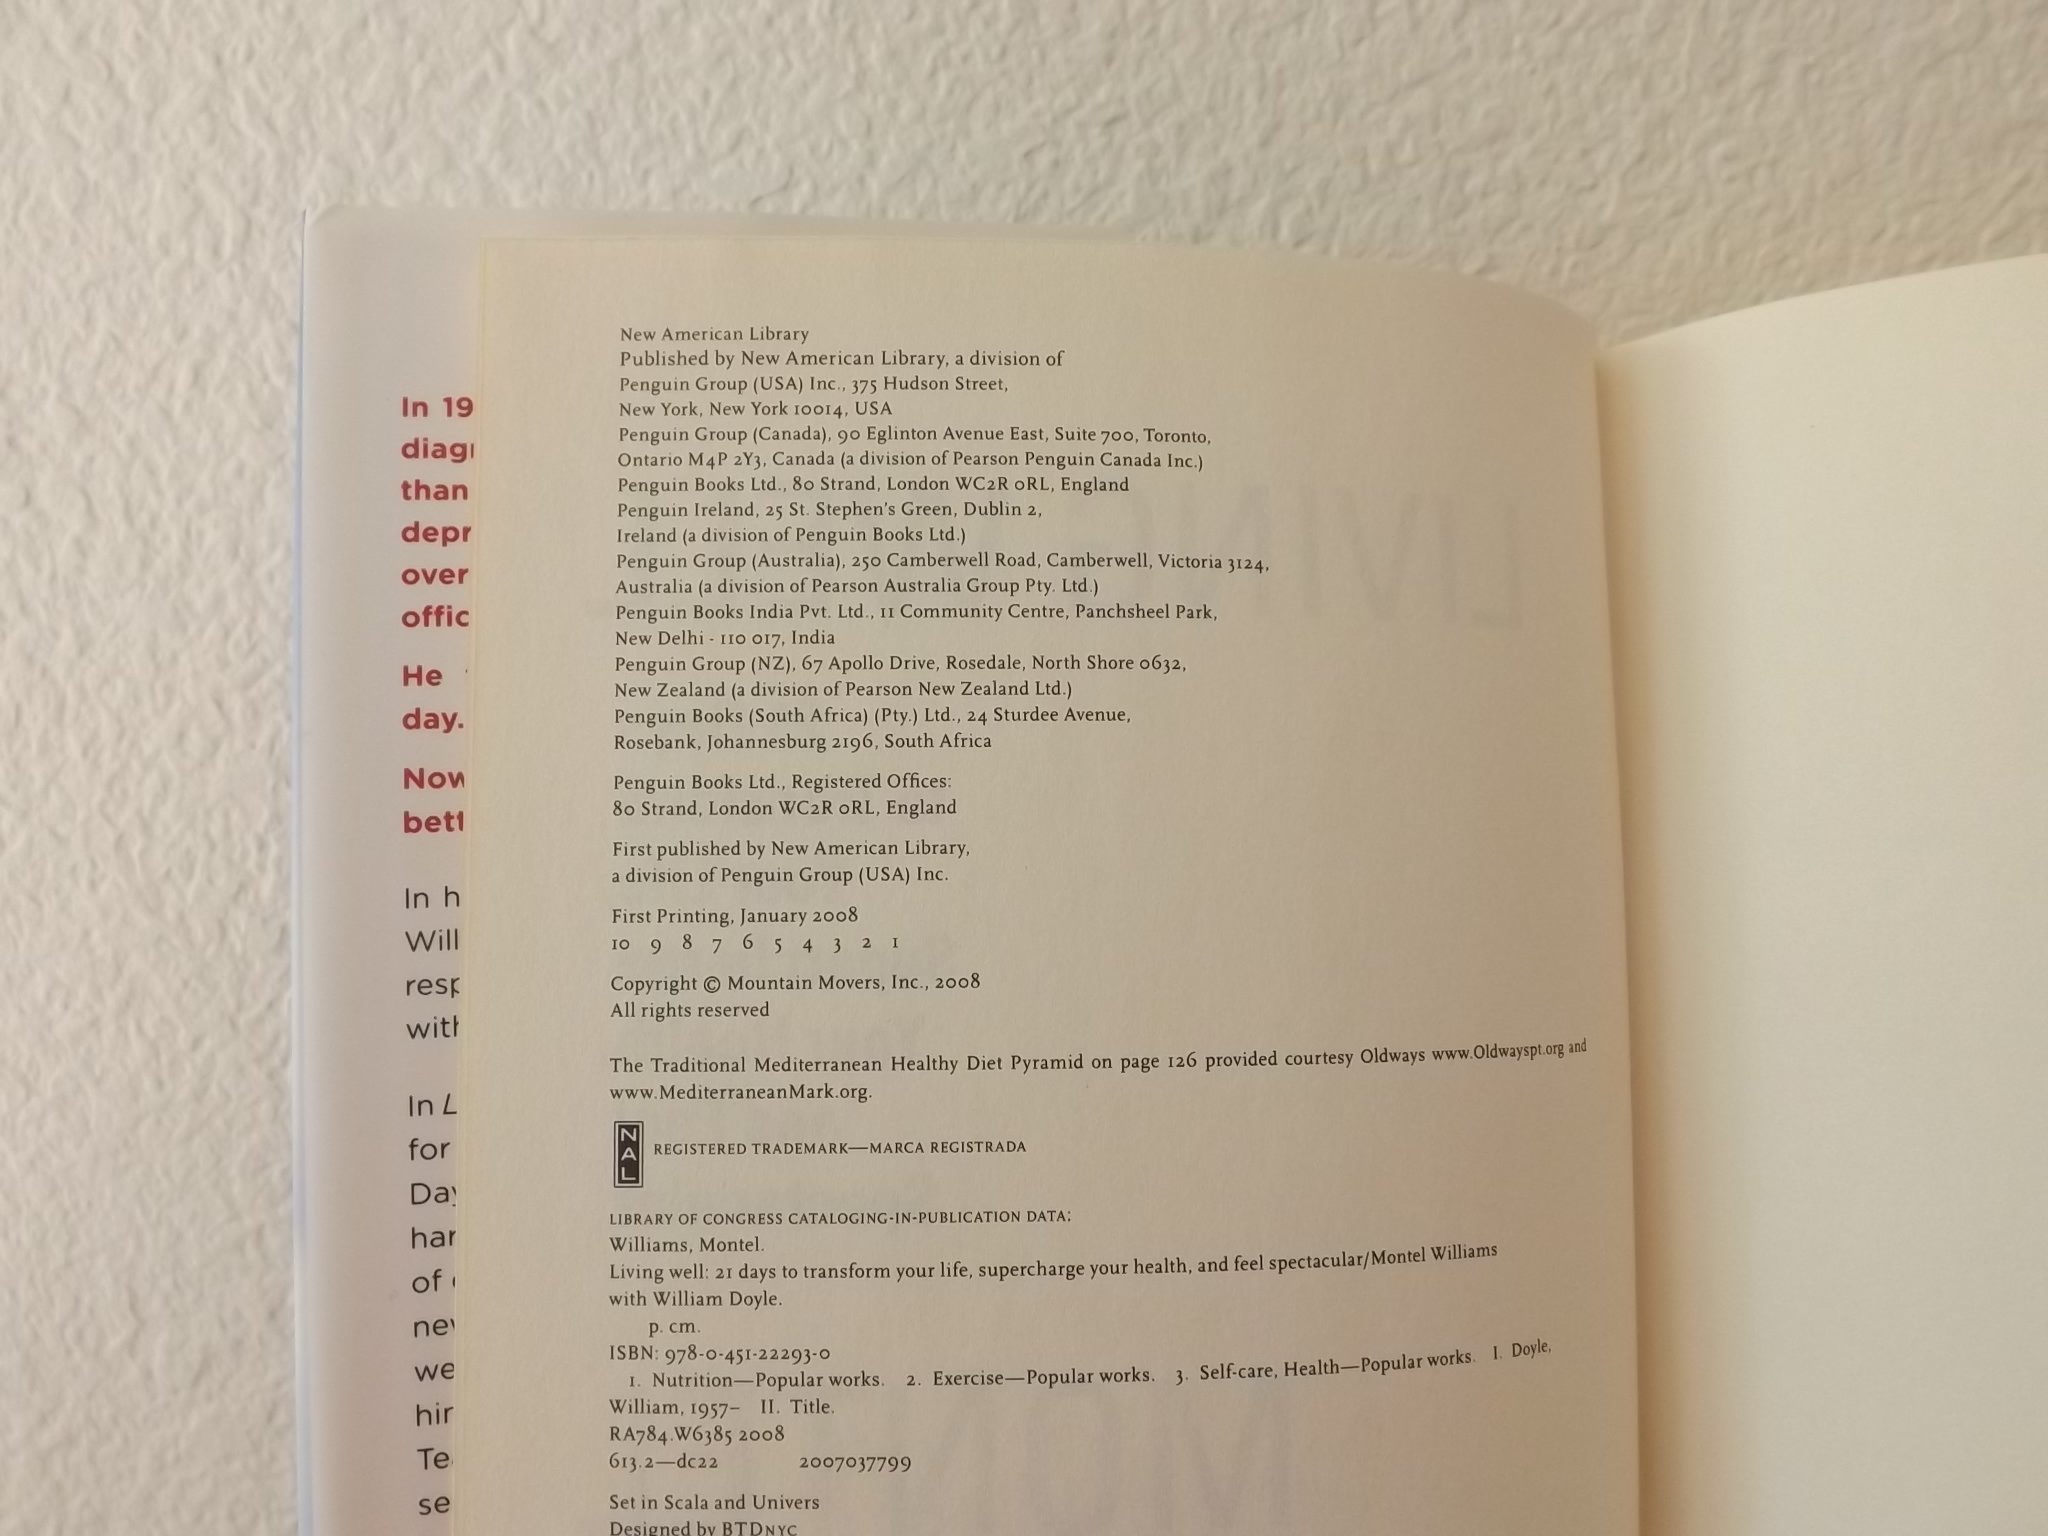 In 19
diag
than
depr
over
offic
He
day.
Now
bett
In h
Will
resp
with
In L
for
Day
har
of
nev
we
hir
Te
se
New American Library
Published by New American Library, a division of
Penguin Group (USA) Inc., 375 Hudson Street,
New York, New York 10014, USA
Penguin Group (Canada), 90 Eglinton Avenue East, Suite 700, Toronto,
Ontario M4P 2Y3, Canada (a division of Pearson Penguin Canada Inc.)
Penguin Books Ltd., 80 Strand, London WC2R 0RL, England
Penguin Ireland, 25 St. Stephen's Green, Dublin 2,
Ireland (a division of Penguin Books Ltd.)
Penguin Group (Australia), 250 Camberwell Road, Camberwell, Victoria 3124,
Australia (a division of Pearson Australia Group Pty. Ltd.)
Penguin Books India Pvt. Ltd., 11 Community Centre, Panchsheel Park,
New Delhi - 110 017, India
Penguin Group (NZ), 67 Apollo Drive, Rosedale, North Shore 0632,
New Zealand (a division of Pearson New Zealand Ltd.)
Penguin Books (South Africa) (Pty.) Ltd., 24 Sturdee Avenue,
Rosebank, Johannesburg 2196, South Africa
Penguin Books Ltd., Registered Offices:
80 Strand, London WC2R 0RL, England
First published by New American Library,
a division of Penguin Group (USA) Inc.
First Printing, January 2008
10 9 8 7 6 5 4 3 2 1
Copyright © Mountain Movers, Inc., 2008
All rights reserved
The Traditional Mediterranean Healthy Diet Pyramid on page 126 provided courtesy Oldways www.Oldwayspt.org and
www.MediterraneanMark.org.
NAL REGISTERED TRADEMARK—MARCA REGISTRADA
LIBRARY OF CONGRESS CATALOGING-IN-PUBLICATION DATA:
Williams, Montel.
Living well: 21 days to transform your life, supercharge your health, and feel spectacular/Montel Williams
with William Doyle.
p. cm.
ISBN: 978-0-451-22293-0
1. Nutrition—Popular works. 2. Exercise—Popular works. 3. Self-care, Health—Popular works. I. Doyle,
William, 1957– II. Title.
RA784.W6385 2008
613.2—dc22 2007037799
Set in Scala and Univers
Designed by BTDNYC